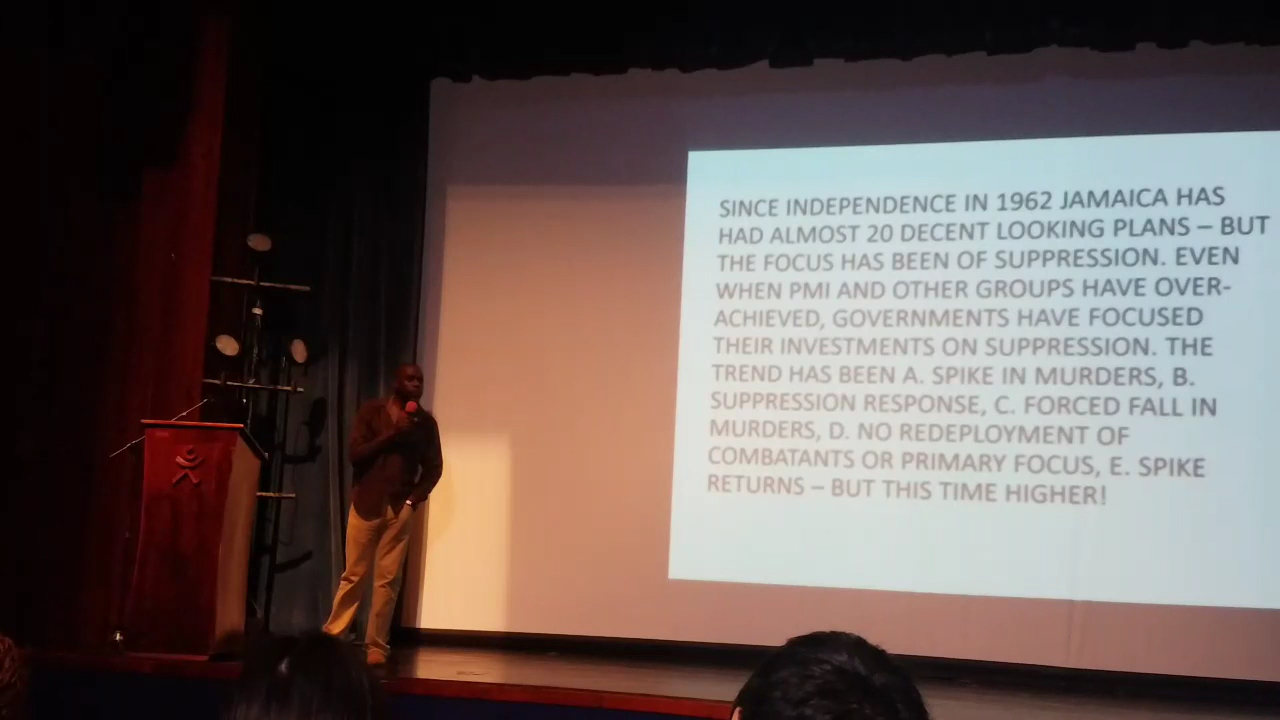 SINCE INDEPENDENCE IN 1962 JAMAICA HAS
HAD ALMOST 20 DECENT LOOKING PLANS – BUT
THE FOCUS HAS BEEN OF SUPPRESSION. EVEN
WHEN PMI AND OTHER GROUPS HAVE OVER-
ACHIEVED, GOVERNMENTS HAVE FOCUSED
THEIR INVESTMENTS ON SUPPRESSION. THE
TREND HAS BEEN A. SPIKE IN MURDERS, B.
SUPPRESSION RESPONSE, C. FORCED FALL IN
MURDERS, D. NO REDEPLOYMENT OF
COMBATANTS OR PRIMARY FOCUS, E. SPIKE
RETURNS – BUT THIS TIME HIGHER!